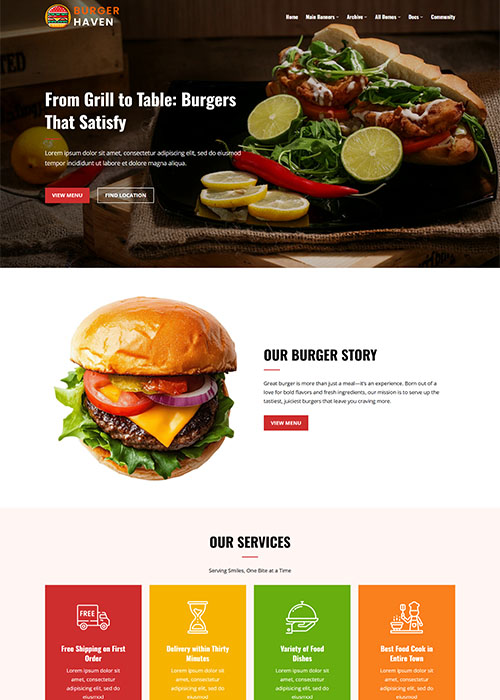 BURGER
HAVEN
Home Main Banners Archive All Demos Docs Community
From Grill to Table: Burgers
That Satisfy
Lorem ipsum dolor sit amet, consectetur adipiscing elit, sed do eiusmod
tempor incididunt ut labore et dolore magna aliqua.
VIEW MENU FIND LOCATION
OUR BURGER STORY
Great burger is more than just a meal—it's an experience. Born out of a
love for bold flavors and fresh ingredients, our mission is to serve up the
tastiest, juiciest burgers that leave you craving more.
VIEW MENU
OUR SERVICES
Serving Smiles, One Bite at a Time
FREE
Free Shipping on First
Order
Lorem ipsum dolor sit
amet, consectetur
adipiscing elit, sed do
eiusmod
Delivery within Thirty
Minutes
Lorem ipsum dolor sit
amet, consectetur
adipiscing elit, sed do
eiusmod
Variety of Food
Dishes
Lorem ipsum dolor sit
amet, consectetur
adipiscing elit, sed do
eiusmod
Best Food Cook in
Entire Town
Lorem ipsum dolor sit
amet, consectetur
adipiscing elit, sed do
eiusmod